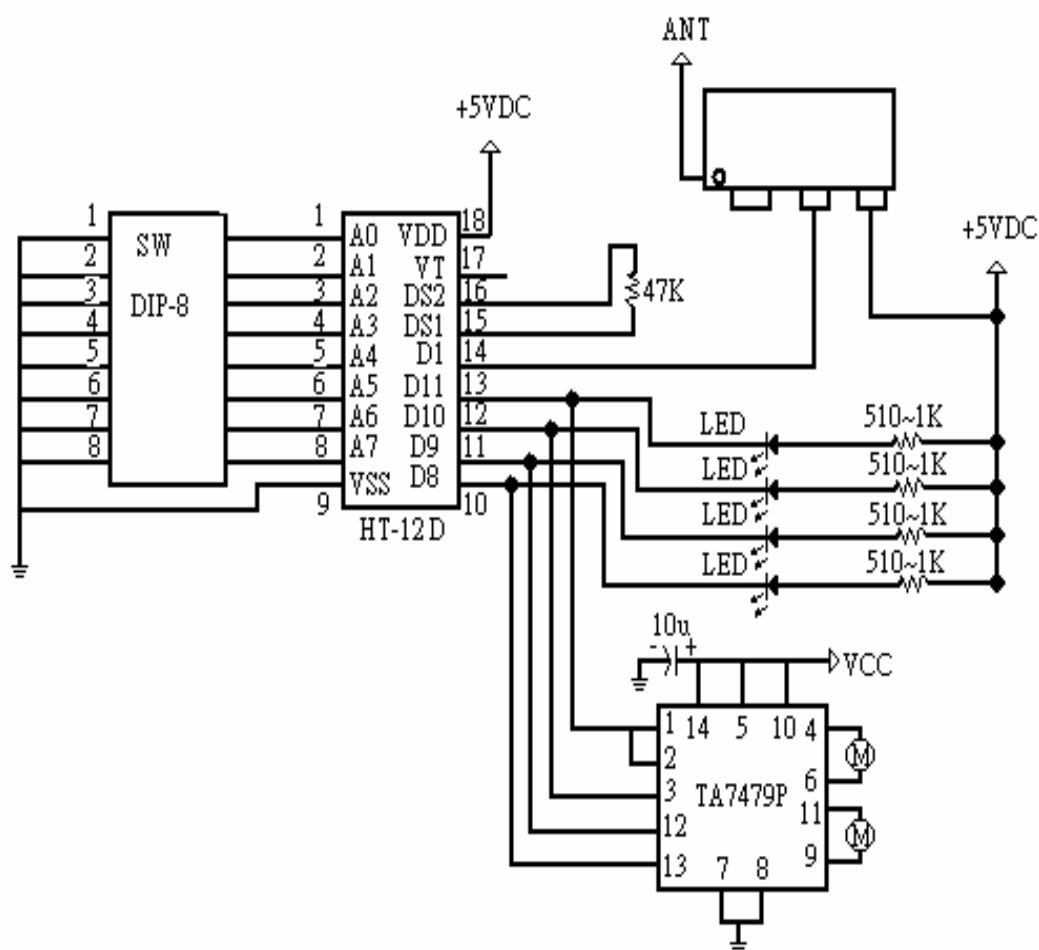 ANT
+5VDC
+5VDC
1 SW 1 A0 VDD 18
2 2 A1 VT 17
3 DIP-8 3 A2 DS2 16 47K
4 4 A3 DS1 15
5 5 A4 D1 14
6 6 A5 D11 13
7 7 A6 D10 12
8 8 A7 D9 11
9 VSS D8 10
HT-12D
LED 510~1K
LED 510~1K
LED 510~1K
LED 510~1K
10u
- +
VCC
1 14 5 10 4
2
M
3 TA7479P 6
12 11
M
13 7 8 9